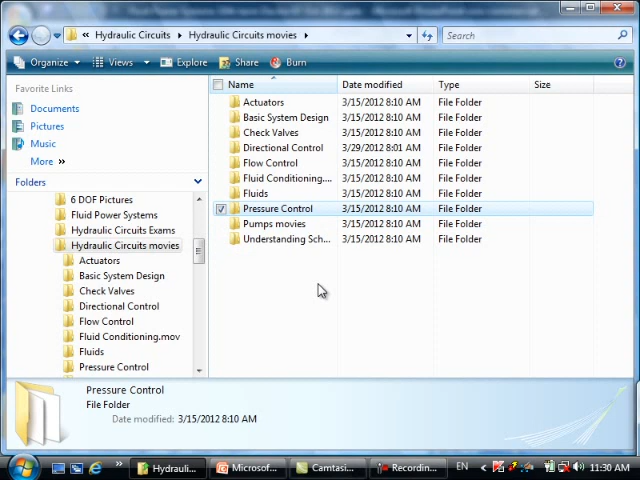 Hydraulic Circuits
Hydraulic Circuits movies
Search
Organize
Views
Explore
Share
Burn
Favorite Links
Documents
Pictures
Music
More »
Folders
6 DOF Pictures
Fluid Power Systems
Hydraulic Circuits Exams
Hydraulic Circuits movies
Actuators
Basic System Design
Check Valves
Directional Control
Flow Control
Fluid Conditioning.mov
Fluids
Pressure Control
Name Date modified Type Size
Actuators 3/15/2012 8:10 AM File Folder
Basic System Design 3/15/2012 8:10 AM File Folder
Check Valves 3/15/2012 8:10 AM File Folder
Directional Control 3/29/2012 8:01 AM File Folder
Flow Control 3/15/2012 8:10 AM File Folder
Fluid Conditioning.... 3/15/2012 8:10 AM File Folder
Fluids 3/15/2012 8:10 AM File Folder
Pressure Control 3/15/2012 8:10 AM File Folder
Pumps movies 3/15/2012 8:10 AM File Folder
Understanding Sch... 3/15/2012 8:10 AM File Folder
Pressure Control
File Folder
Date modified: 3/15/2012 8:10 AM
Hydrauli...
Microsof...
Camtasi...
Recordin...
EN
11:30 AM